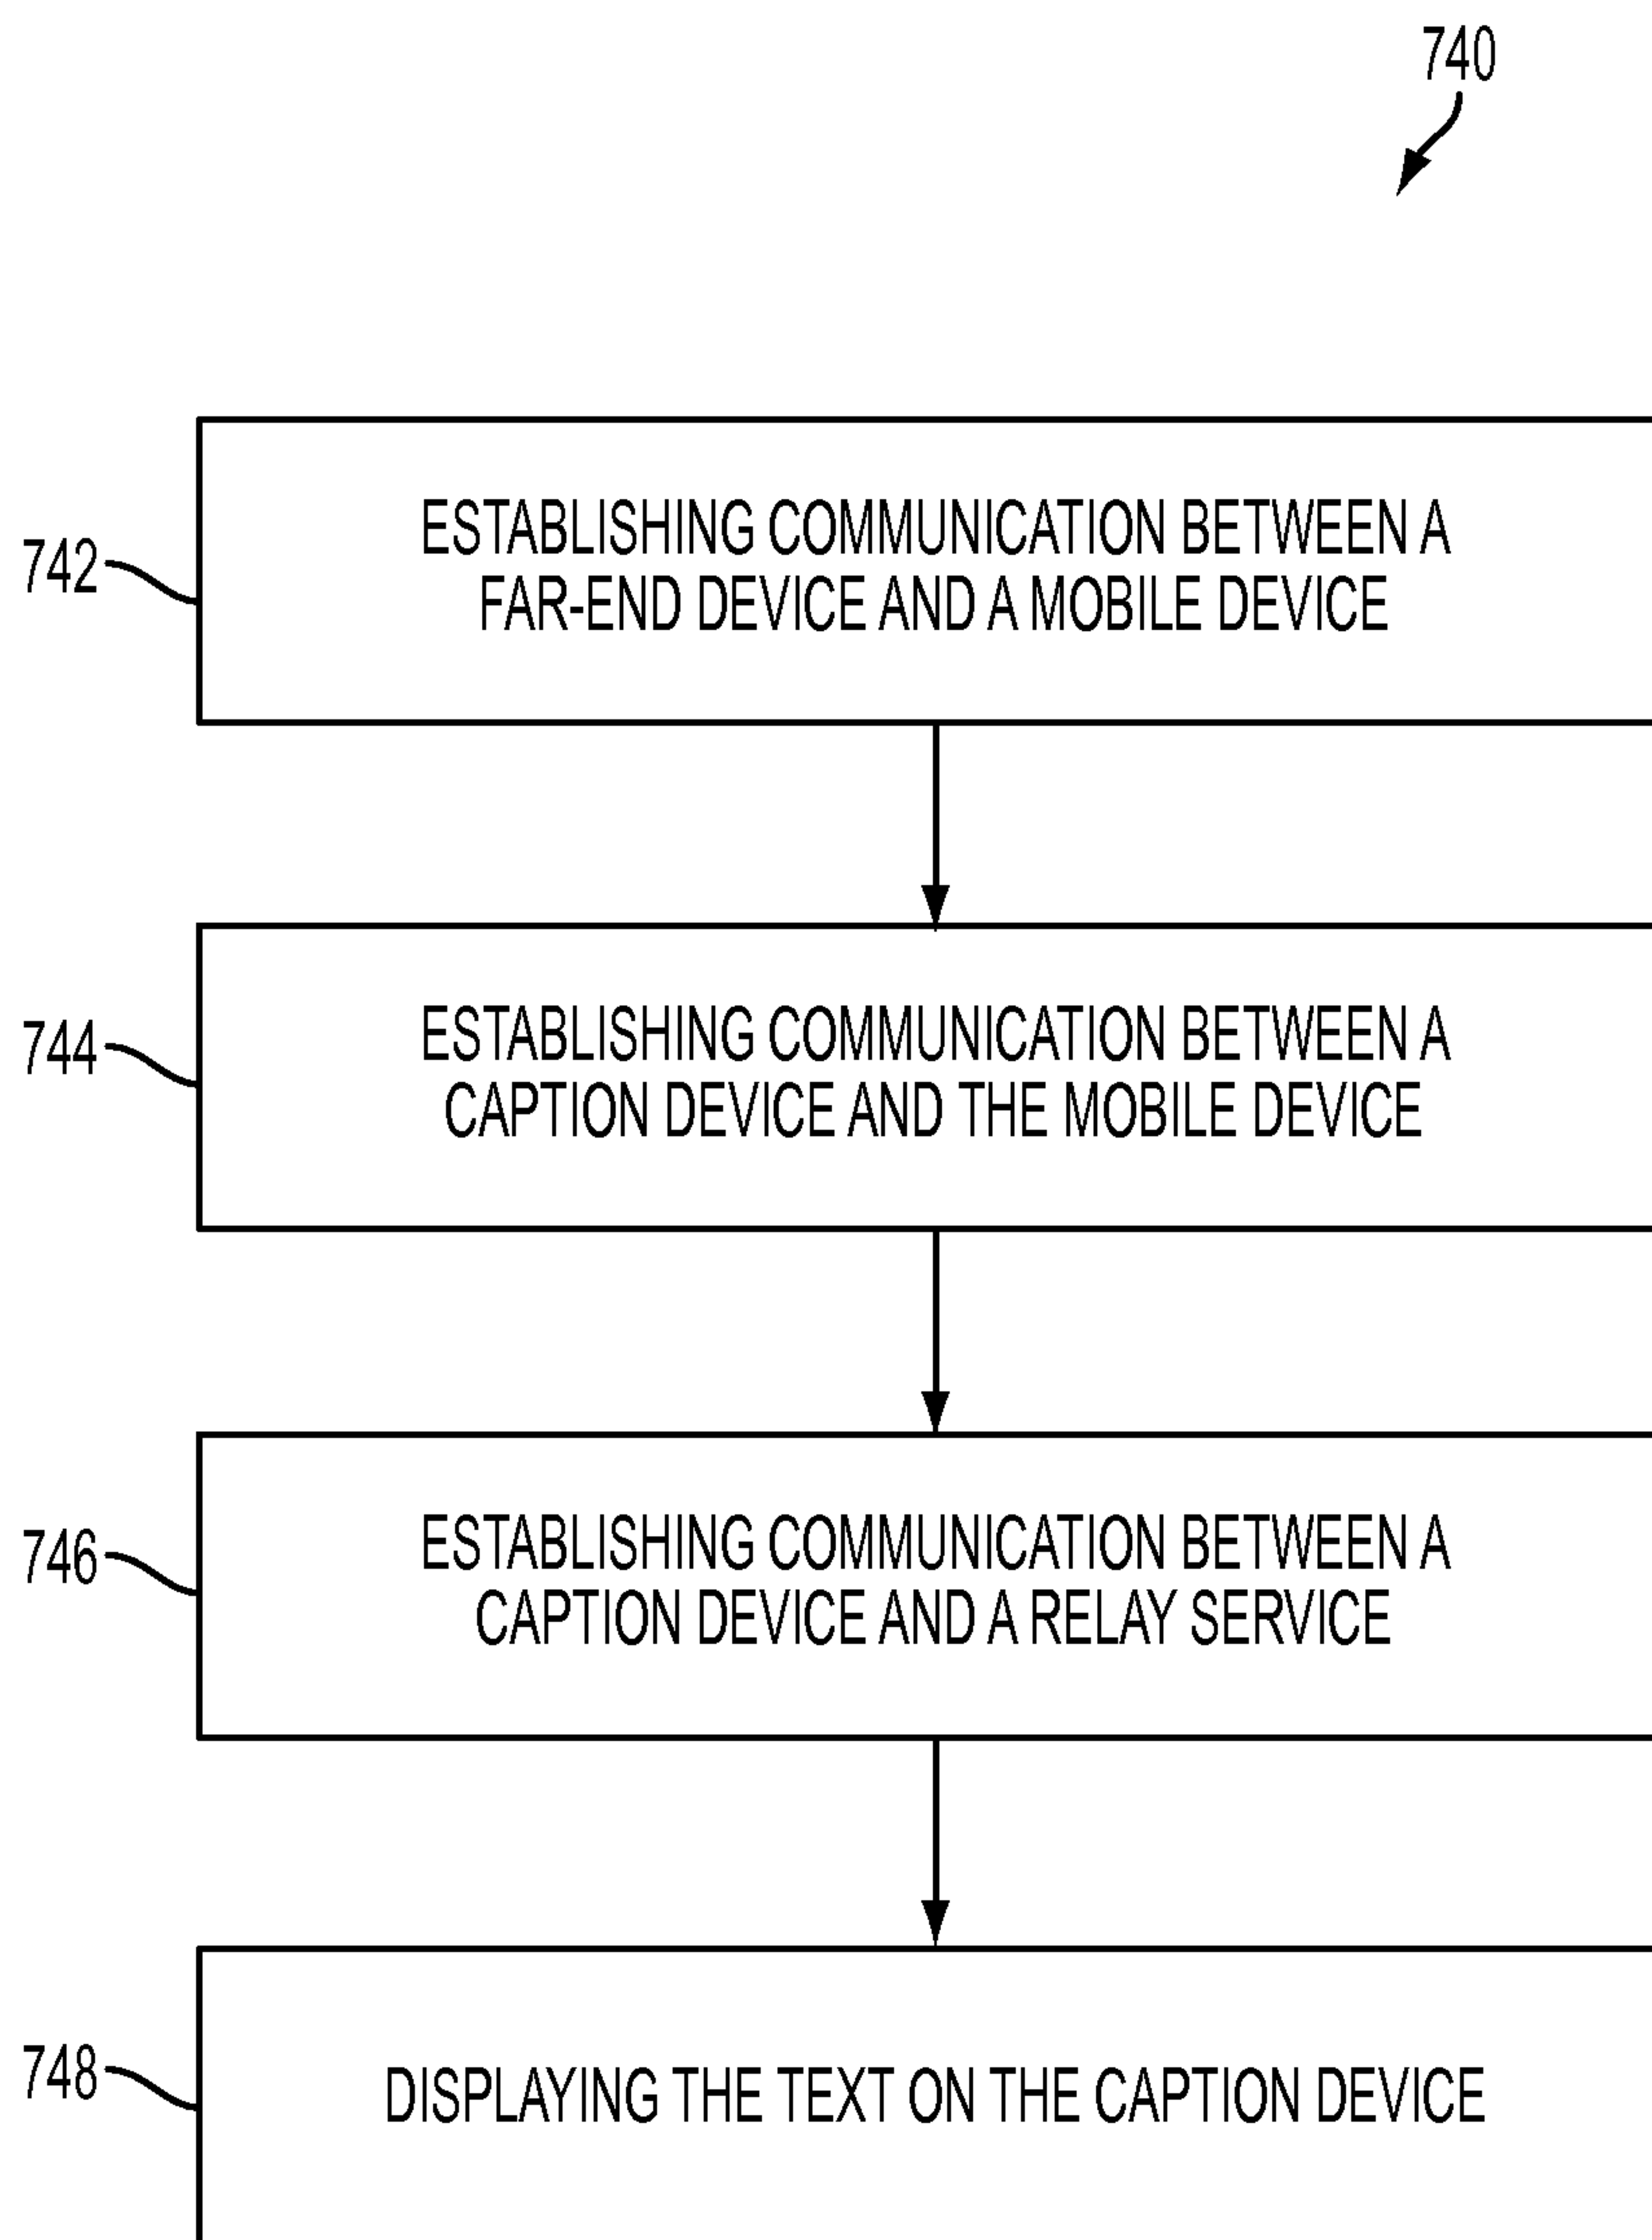 740
742
ESTABLISHING COMMUNICATION BETWEEN A
FAR-END DEVICE AND A MOBILE DEVICE
744
ESTABLISHING COMMUNICATION BETWEEN A
CAPTION DEVICE AND THE MOBILE DEVICE
746
ESTABLISHING COMMUNICATION BETWEEN A
CAPTION DEVICE AND A RELAY SERVICE
748
DISPLAYING THE TEXT ON THE CAPTION DEVICE